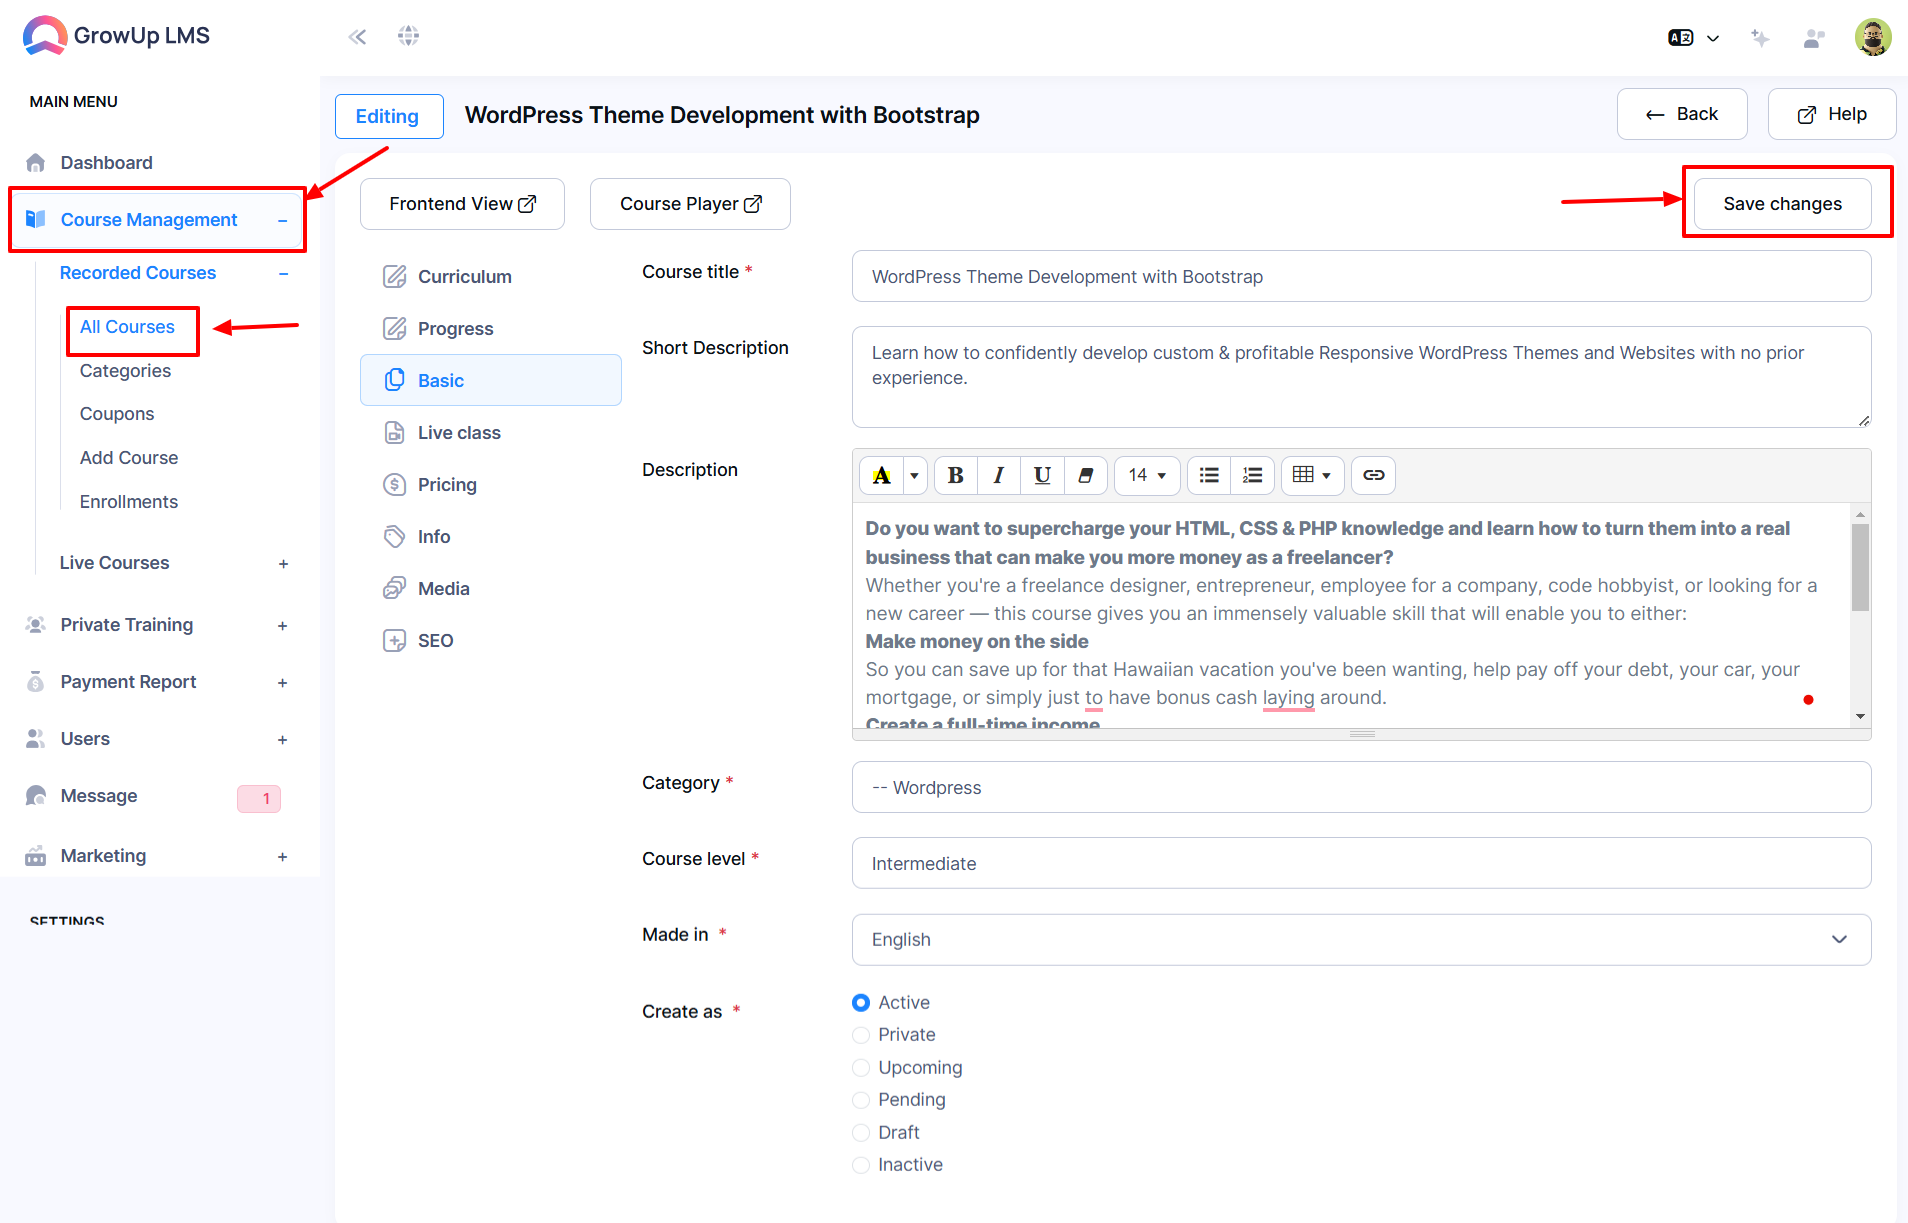 GrowUp LMS
MAIN MENU
Dashboard
Course Management
Recorded Courses
All Courses
Categories
Coupons
Add Course
Enrollments
Live Courses
Private Training
Payment Report
Users
Message
1
Marketing
SETTINGS
Editing
WordPress Theme Development with Bootstrap
Back
Help
Frontend View
Course Player
Save changes
Curriculum
Progress
Basic
Live class
Pricing
Info
Media
SEO
Course title *
WordPress Theme Development with Bootstrap
Short Description
Learn how to confidently develop custom & profitable Responsive WordPress Themes and Websites with no prior
experience.
Description
A
B I U
14
Do you want to supercharge your HTML, CSS & PHP knowledge and learn how to turn them into a real
business that can make you more money as a freelancer?
Whether you're a freelance designer, entrepreneur, employee for a company, code hobbyist, or looking for a
new career — this course gives you an immensely valuable skill that will enable you to either:
Make money on the side
So you can save up for that Hawaiian vacation you've been wanting, help pay off your debt, your car, your
mortgage, or simply just to have bonus cash laying around.
Create a full-time income
Category *
-- Wordpress
Course level *
Intermediate
Made in *
English
Create as *
Active
Private
Upcoming
Pending
Draft
Inactive